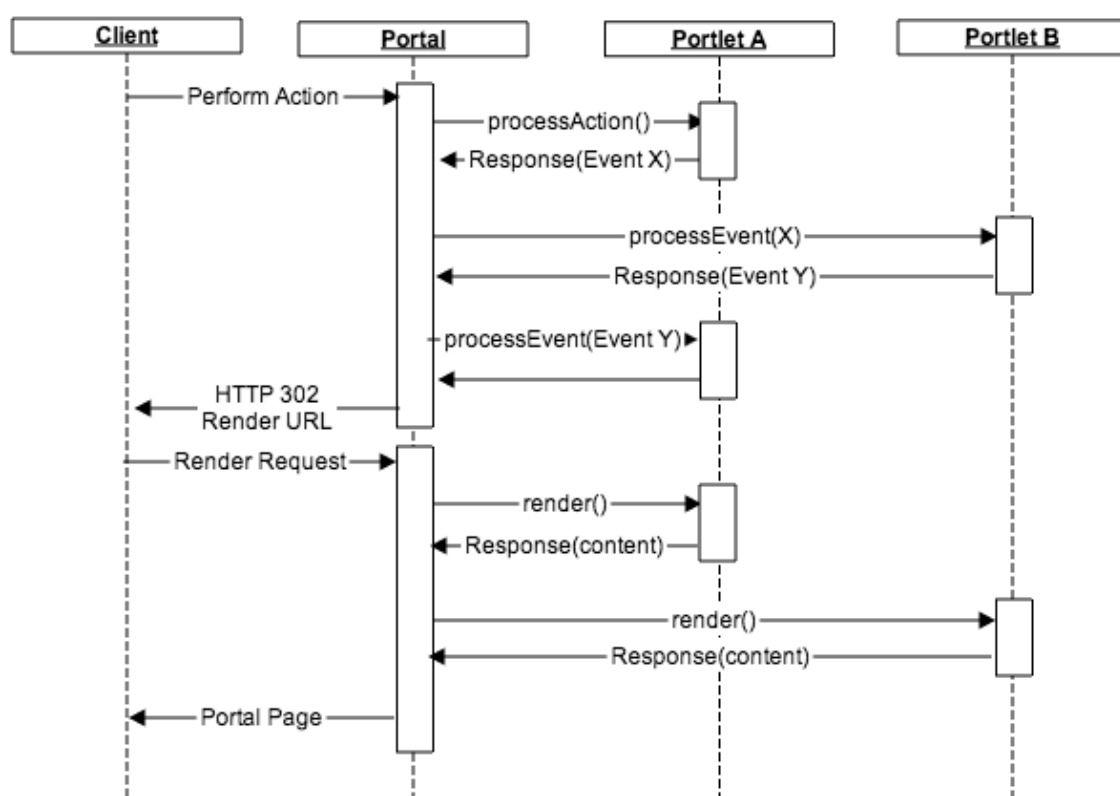 Client
Portal
Portlet A
Portlet B
Perform Action
processAction()
Response(Event X)
processEvent(X)
Response(Event Y)
processEvent(Event Y)
HTTP 302
Render URL
Render Request
render()
Response(content)
render()
Response(content)
Portal Page